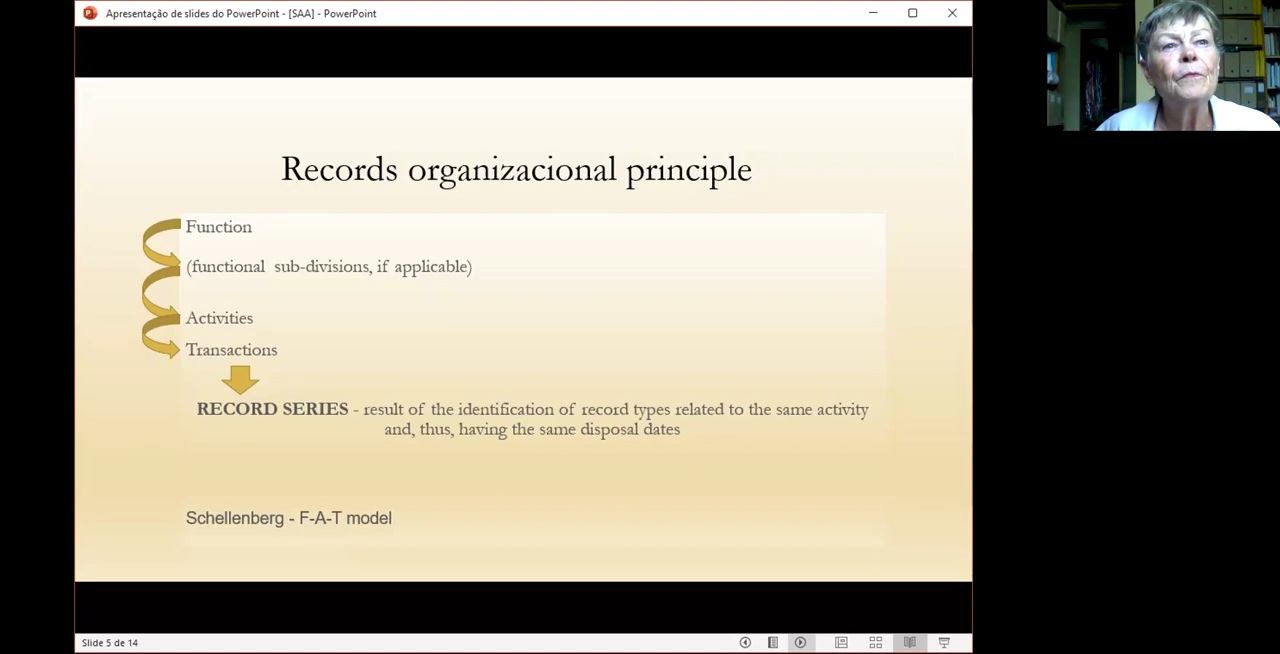 Apresentação de slides do PowerPoint - [SAA] - PowerPoint
Records organizacional principle
Function
(functional sub-divisions, if applicable)
Activities
Transactions
RECORD SERIES - result of the identification of record types related to the same activity
and, thus, having the same disposal dates
Schellenberg - F-A-T model
Slide 5 de 14